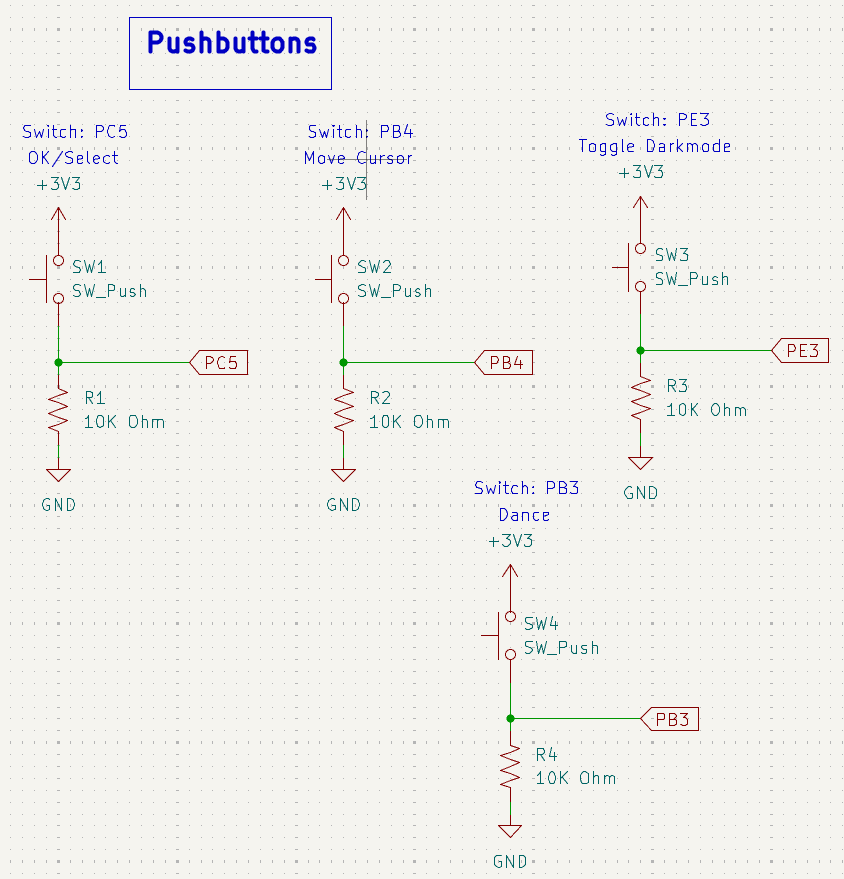 Pushbuttons
Switch: PC5
OK/Select
+3V3
SW1
SW_Push
PC5
R1
10K Ohm
GND
Switch: PB4
Move Cursor
+3V3
SW2
SW_Push
PB4
R2
10K Ohm
GND
Switch: PE3
Toggle Darkmode
+3V3
SW3
SW_Push
PE3
R3
10K Ohm
GND
Switch: PB3
Dance
+3V3
SW4
SW_Push
PB3
R4
10K Ohm
GND